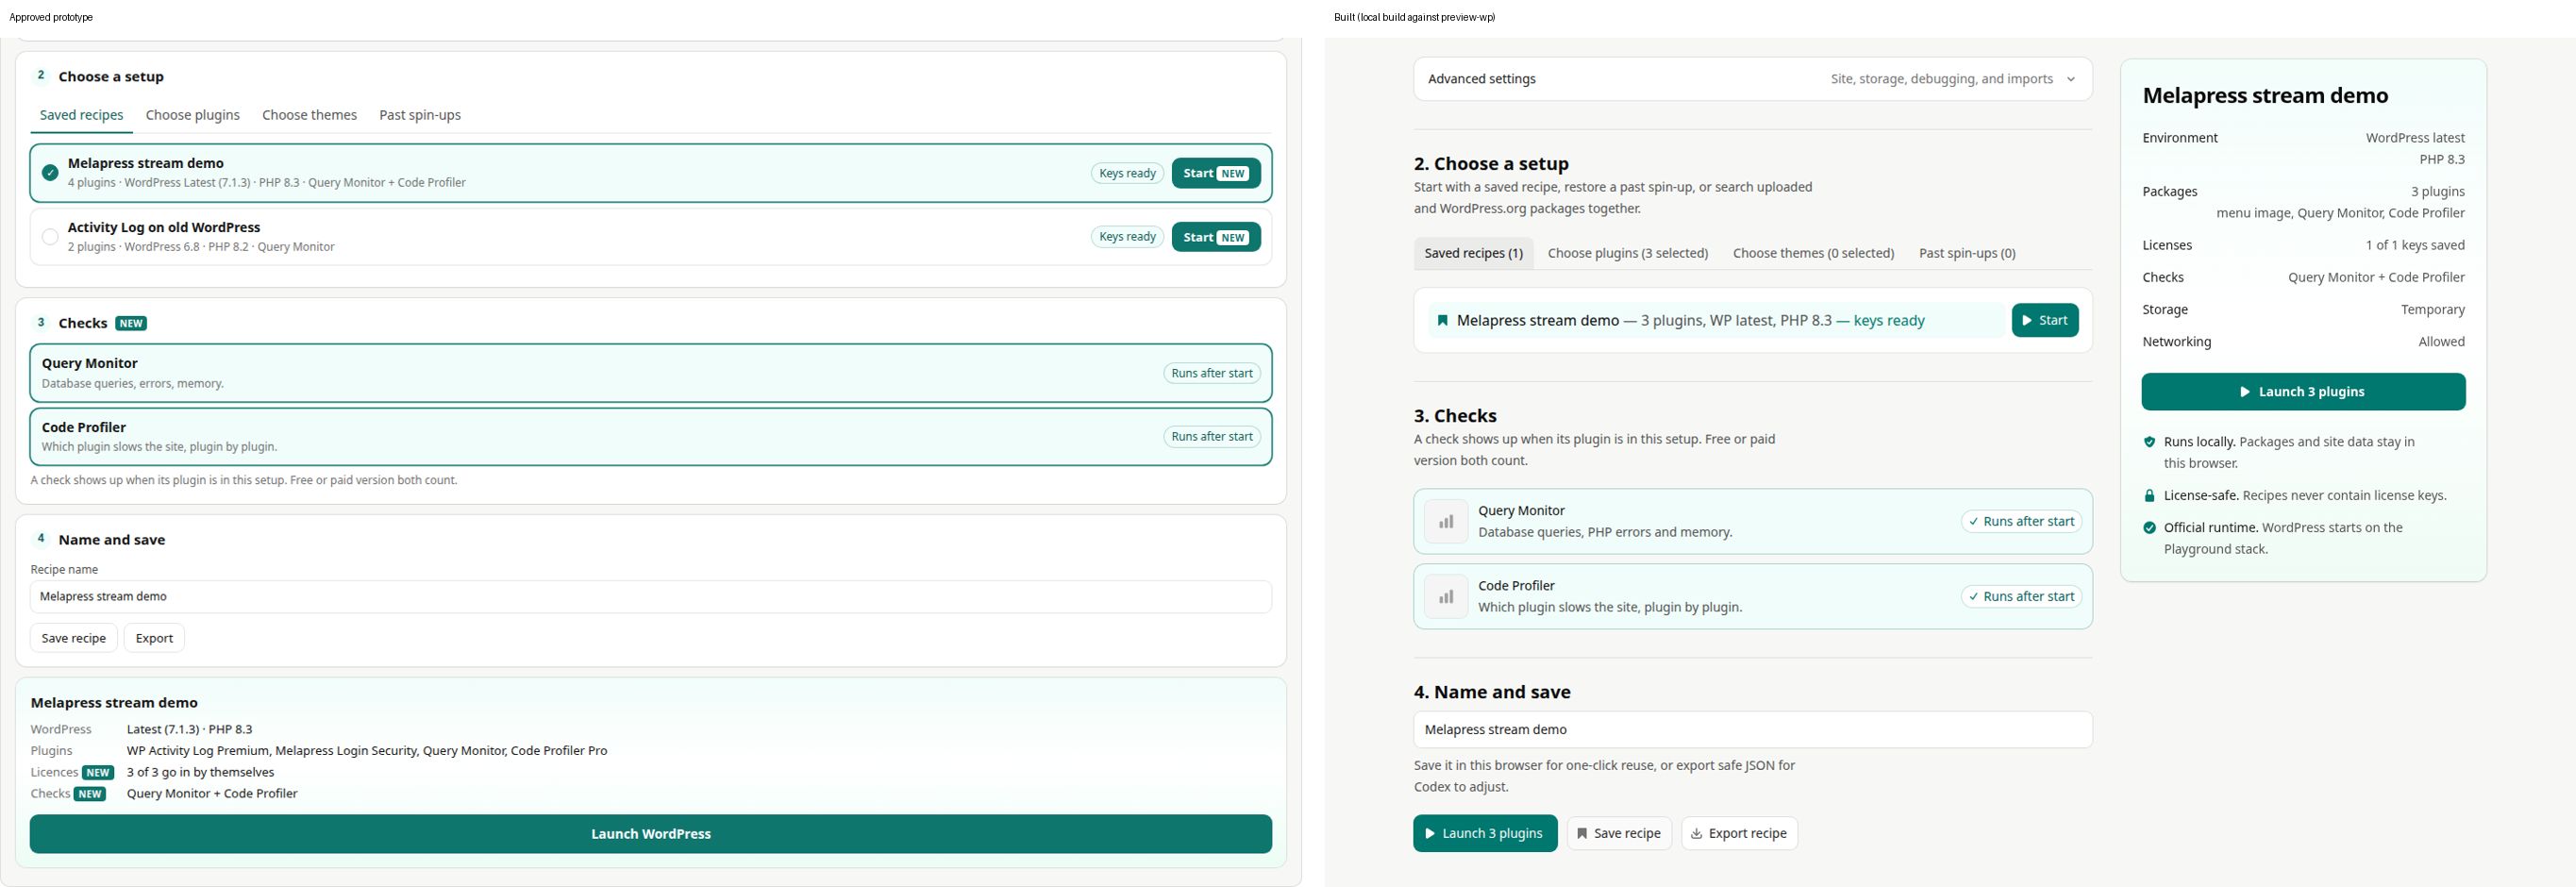 Approved prototype
2 Choose a setup
Saved recipes Choose plugins Choose themes Past spin-ups
Melapress stream demo
4 plugins · WordPress Latest (7.1.3) · PHP 8.3 · Query Monitor + Code Profiler
Keys ready Start NEW
Activity Log on old WordPress
2 plugins · WordPress 6.8 · PHP 8.2 · Query Monitor
Keys ready Start NEW
3 Checks NEW
Query Monitor
Database queries, errors, memory.
Runs after start
Code Profiler
Which plugin slows the site, plugin by plugin.
Runs after start
A check shows up when its plugin is in this setup. Free or paid version both count.
4 Name and save
Recipe name
Melapress stream demo
Save recipe Export
Melapress stream demo
WordPress Latest (7.1.3) · PHP 8.3
Plugins WP Activity Log Premium, Melapress Login Security, Query Monitor, Code Profiler Pro
Licences NEW 3 of 3 go in by themselves
Checks NEW Query Monitor + Code Profiler
Launch WordPress
Built (local build against preview-wp)
Advanced settings Site, storage, debugging, and imports
2. Choose a setup
Start with a saved recipe, restore a past spin-up, or search uploaded
and WordPress.org packages together.
Saved recipes (1) Choose plugins (3 selected) Choose themes (0 selected) Past spin-ups (0)
Melapress stream demo — 3 plugins, WP latest, PHP 8.3 — keys ready
Start
3. Checks
A check shows up when its plugin is in this setup. Free or paid
version both count.
Query Monitor
Database queries, PHP errors and memory.
✓ Runs after start
Code Profiler
Which plugin slows the site, plugin by plugin.
✓ Runs after start
4. Name and save
Melapress stream demo
Save it in this browser for one-click reuse, or export safe JSON for
Codex to adjust.
Launch 3 plugins Save recipe Export recipe
Melapress stream demo
Environment WordPress latest
PHP 8.3
Packages 3 plugins
menu image, Query Monitor, Code Profiler
Licenses 1 of 1 keys saved
Checks Query Monitor + Code Profiler
Storage Temporary
Networking Allowed
Launch 3 plugins
Runs locally. Packages and site data stay in
this browser.
License-safe. Recipes never contain license keys.
Official runtime. WordPress starts on the
Playground stack.